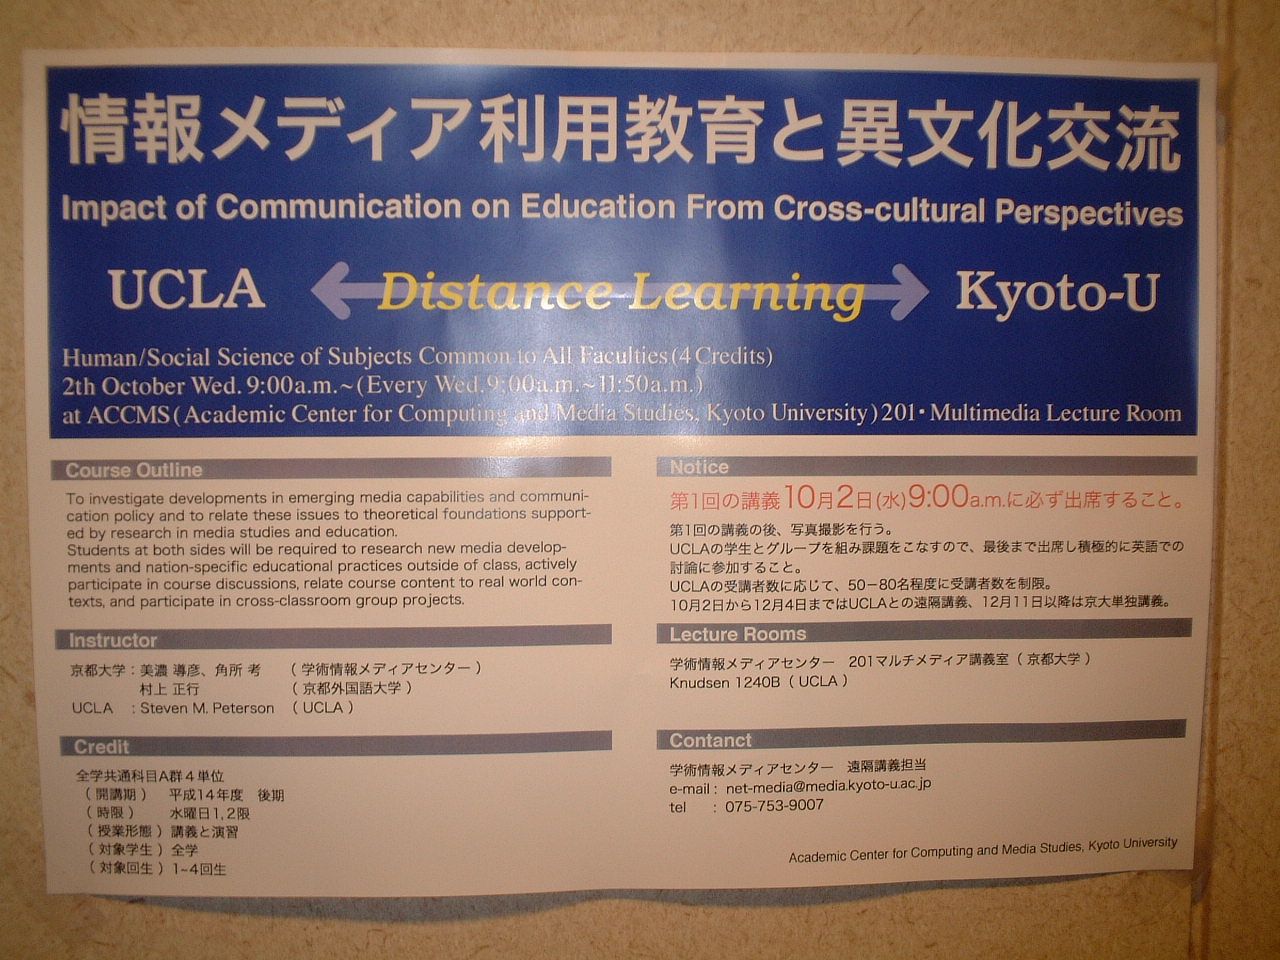 情報メディア利用教育と異文化交流
Impact of Communication on Education From Cross-cultural Perspectives
UCLA Distance Learning Kyoto-U
Human/Social Science of Subjects Common to All Faculties (4 Credits)
2th October Wed. 9:00a.m.~(Every Wed.9:00a.m.~11:50a.m.)
at ACCMS (Academic Center for Computing and Media Studies, Kyoto University) 201・Multimedia Lecture Room
Course Outline
To investigate developments in emerging media capabilities and communi-
cation policy and to relate these issues to theoretical foundations support-
ed by research in media studies and education.
Students at both sides will be required to research new media develop-
ments and nation-specific educational practices outside of class, actively
participate in course discussions, relate course content to real world con-
texts, and participate in cross-classroom group projects.
Instructor
京都大学：美濃 導彦、角所 考 （ 学術情報メディアセンター ）
村上 正行 （ 京都外国語大学 ）
UCLA : Steven M. Peterson （ UCLA ）
Credit
全学共通科目A群４単位
（ 開講期 ） 平成14年度 後期
（ 時限 ） 水曜日1,2限
（ 授業形態 ） 講義と演習
（ 対象学生 ） 全学
（ 対象回生 ） 1~4回生
Notice
第1回の講義10月2日(水)9:00a.m.に必ず出席すること。
第1回の講義の後、写真撮影を行う。
UCLAの学生とグループを組み課題をこなすので、最後まで出席し積極的に英語での
討論に参加すること。
UCLAの受講者数に応じて、50－80名程度に受講者数を制限。
10月2日から12月4日まではUCLAとの遠隔講義、12月11日以降は京大単独講義。
Lecture Rooms
学術情報メディアセンター 201マルチメディア講義室（ 京都大学 ）
Knudsen 1240B（ UCLA ）
Contanct
学術情報メディアセンター 遠隔講義担当
e-mail : net-media@media.kyoto-u.ac.jp
tel : 075-753-9007
Academic Center for Computing and Media Studies, Kyoto University